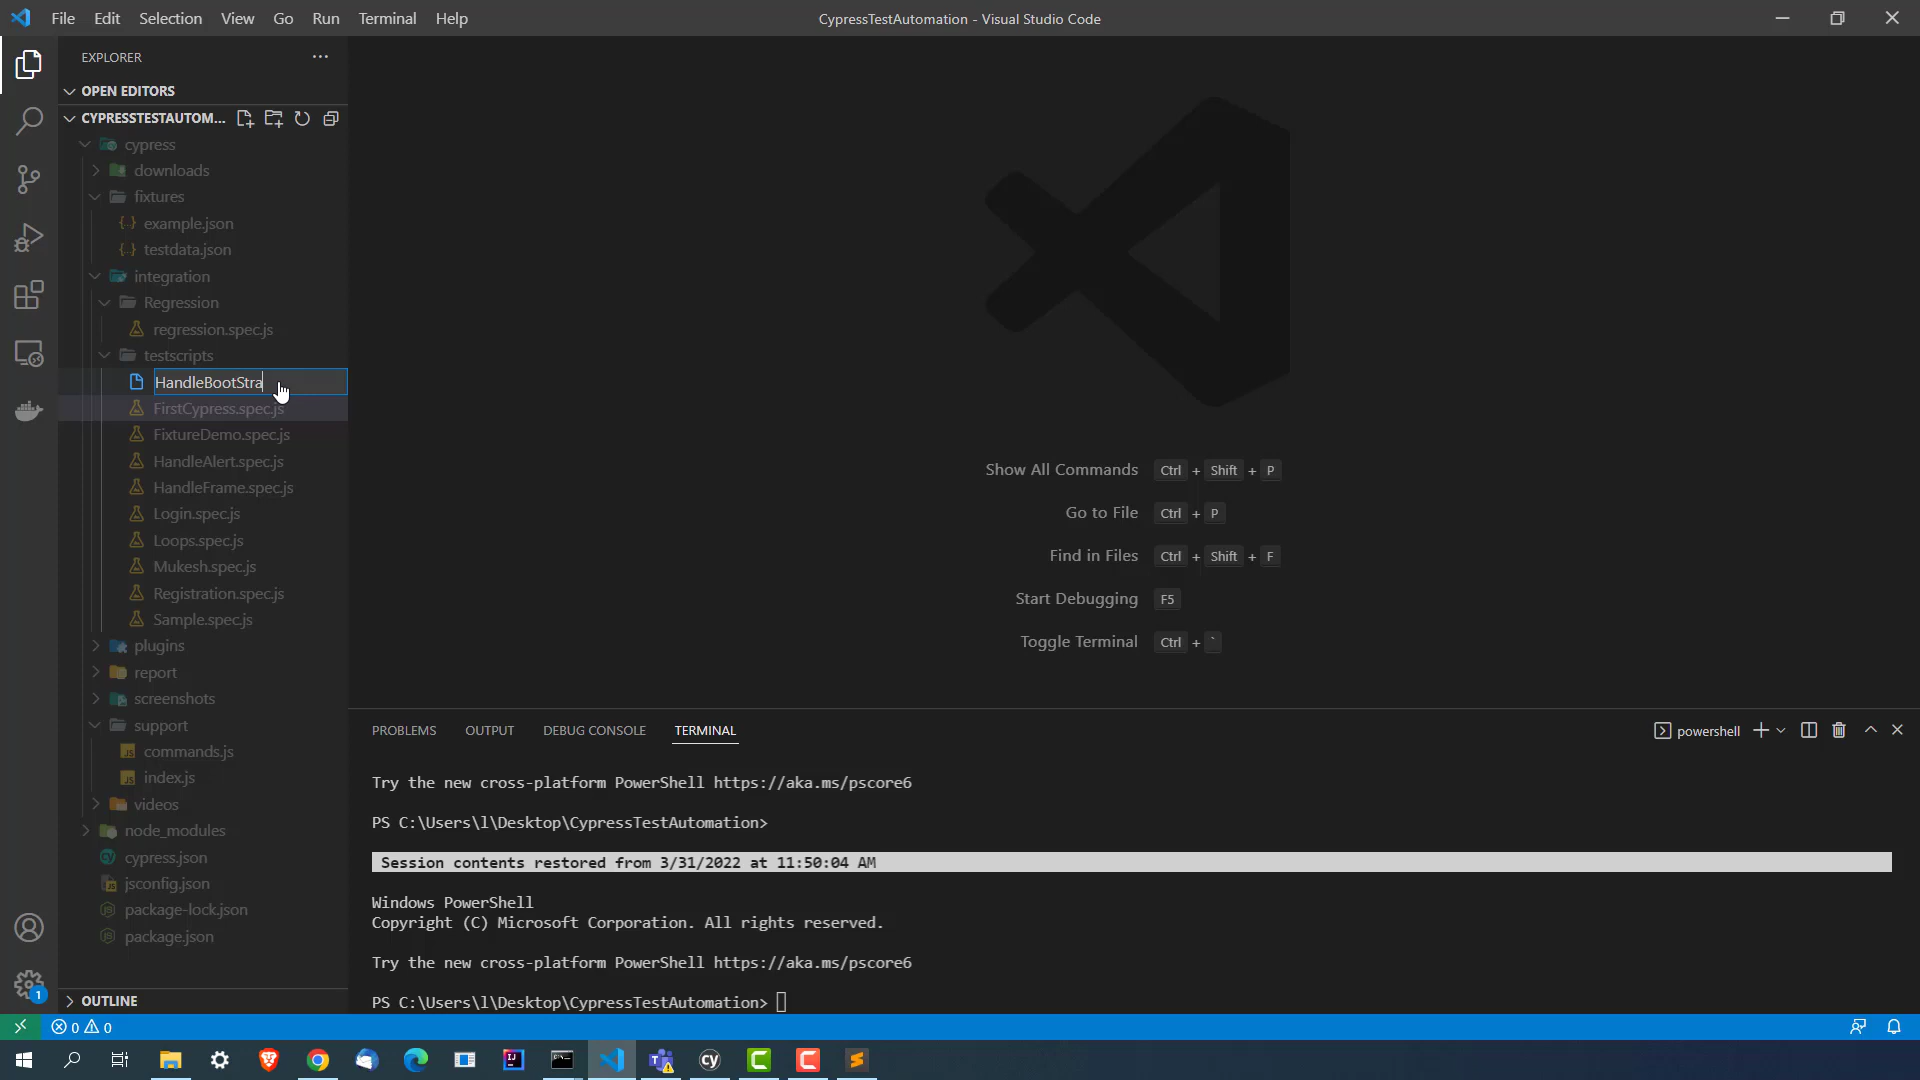 File Edit Selection View Go Run Terminal Help
CypressTestAutomation - Visual Studio Code
EXPLORER
OPEN EDITORS
CYPRESSTESTAUTOM...
cypress
downloads
fixtures
example.json
testdata.json
integration
Regression
regression.spec.js
testscripts
HandleBootStra
FirstCypress.spec.js
FixtureDemo.spec.js
HandleAlert.spec.js
HandleFrame.spec.js
Login.spec.js
Loops.spec.js
Mukesh.spec.js
Registration.spec.js
Sample.spec.js
plugins
report
screenshots
support
commands.js
index.js
videos
node_modules
cypress.json
jsconfig.json
package-lock.json
package.json
OUTLINE
Show All Commands Ctrl + Shift + P
Go to File Ctrl + P
Find in Files Ctrl + Shift + F
Start Debugging F5
Toggle Terminal Ctrl + `
PROBLEMS OUTPUT DEBUG CONSOLE TERMINAL
powershell
Try the new cross-platform PowerShell https://aka.ms/pscore6
PS C:\Users\l\Desktop\CypressTestAutomation>
Session contents restored from 3/31/2022 at 11:50:04 AM
Windows PowerShell
Copyright (C) Microsoft Corporation. All rights reserved.
Try the new cross-platform PowerShell https://aka.ms/pscore6
PS C:\Users\l\Desktop\CypressTestAutomation>
1
0 0